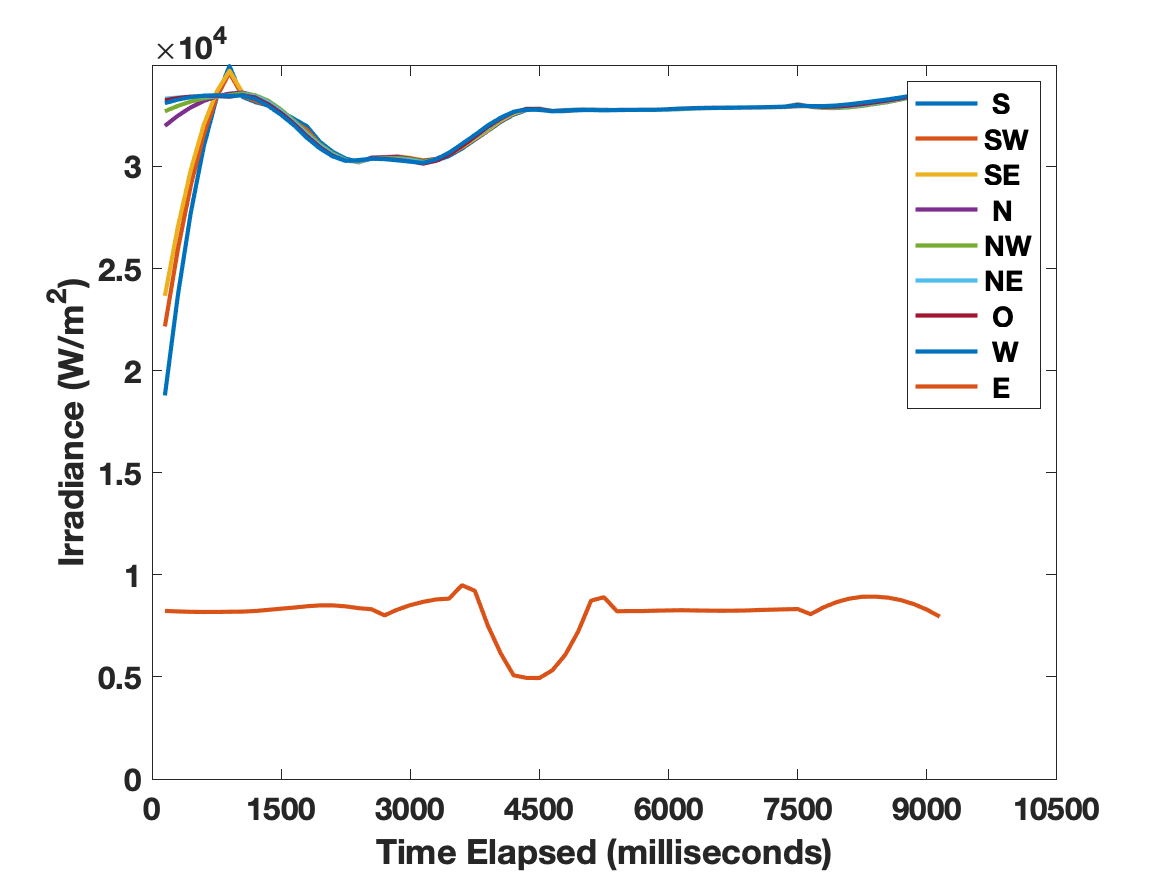 ×10^4
3
2.5
2
1.5
1
0.5
0
0 1500 3000 4500 6000 7500 9000 10500
Time Elapsed (milliseconds)
Irradiance (W/m^2)
S
SW
SE
N
NW
NE
O
W
E